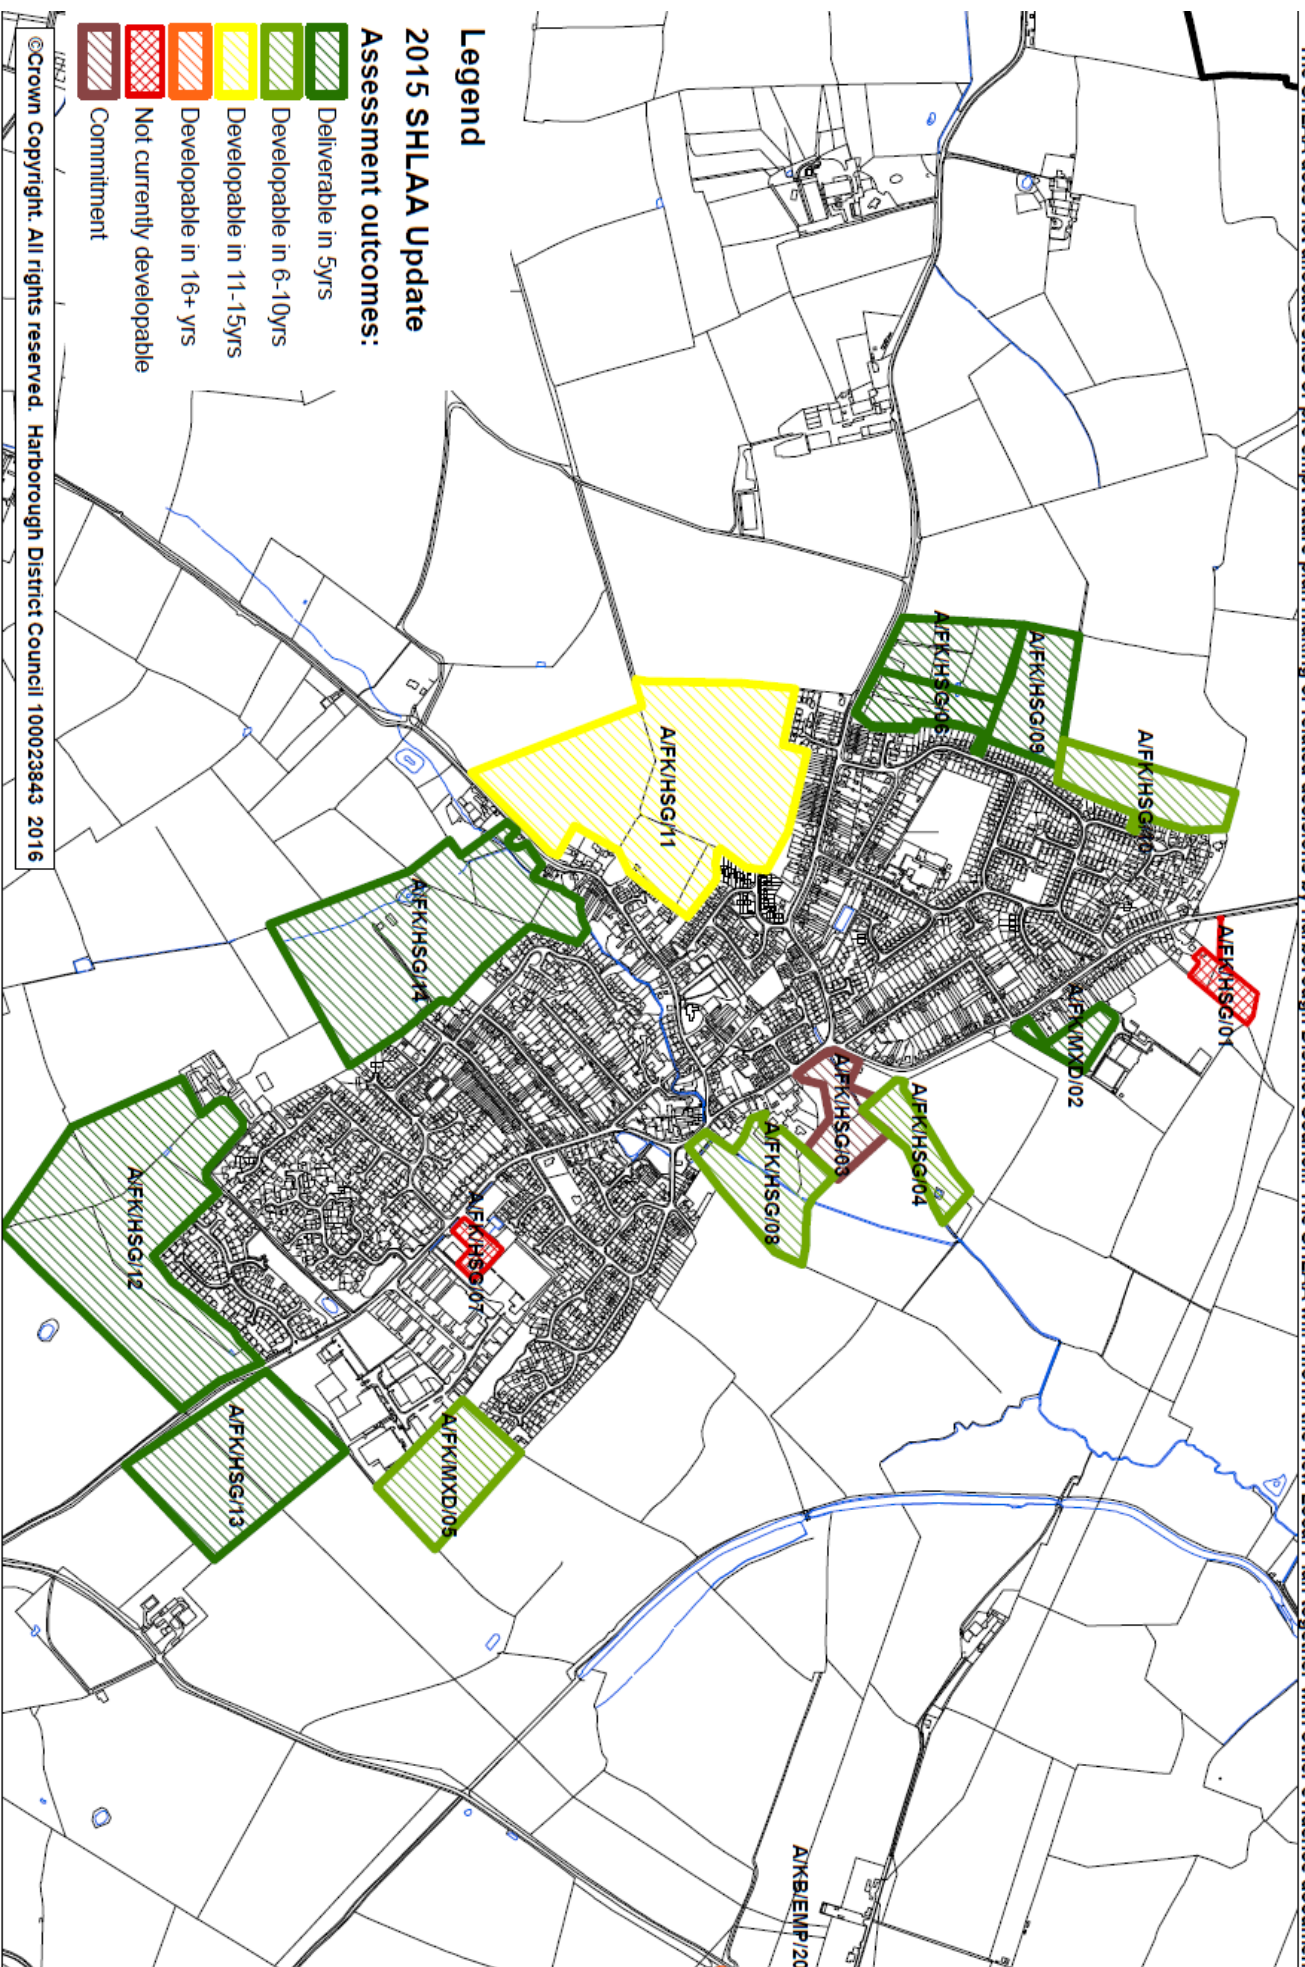 Legend
2015 SHLAA Update
Assessment outcomes:
Deliverable in 5yrs
Developable in 6-10yrs
Developable in 11-15yrs
Developable in 16+ yrs
Not currently developable
Commitment
©Crown Copyright. All rights reserved. Harborough District Council 100023843 2016
A/FK/HSG/01
A/FK/HSG/10
A/FK/HSG/09
A/FK/HSG/06
A/FK/MXD/02
A/FK/HSG/04
A/FK/HSG/03
A/FK/HSG/08
A/FK/HSG/11
A/FK/HSG/14
A/FK/HSG/07
A/FK/MXD/05
A/FK/HSG/12
A/FK/HSG/13
A/KB/EMP/20